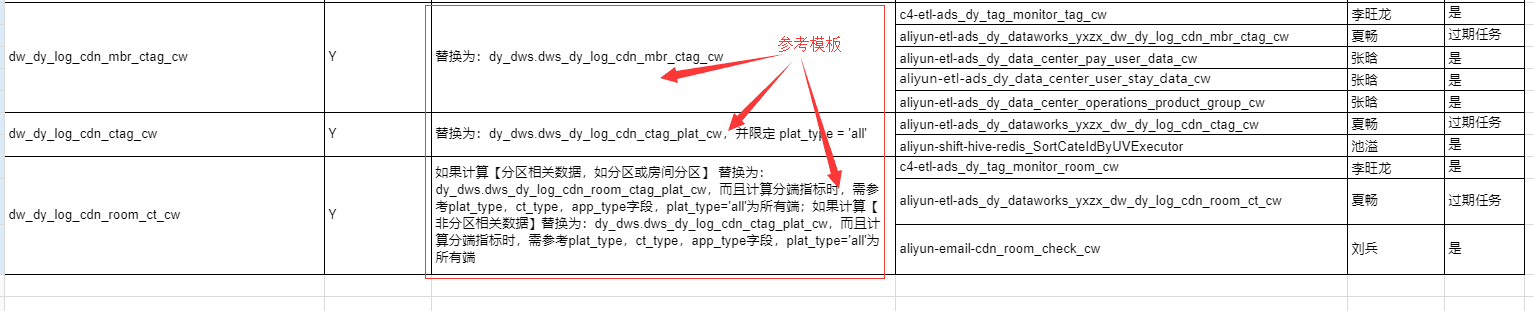 c4-etl-ads_dy_tag_monitor_tag_cw 李旺龙 是
dw_dy_log_cdn_mbr_ctag_cw Y 替换为：dy_dws.dws_dy_log_cdn_mbr_ctag_cw
参考模板
aliyun-etl-ads_dy_dataworks_yxzx_dw_dy_log_cdn_mbr_ctag_cw 夏畅 过期任务
aliyun-etl-ads_dy_data_center_pay_user_data_cw 张晗 是
aliyun-etl-ads_dy_data_center_user_stay_data_cw 张晗 是
aliyun-etl-ads_dy_data_center_operations_product_group_cw 张晗 是
dw_dy_log_cdn_ctag_cw Y 替换为：dy_dws.dws_dy_log_cdn_ctag_plat_cw，并限定 plat_type = 'all'
aliyun-etl-ads_dy_dataworks_yxzx_dw_dy_log_cdn_ctag_cw 夏畅 过期任务
aliyun-shift-hive-redis_SortCateIdByUVExecutor 池溢 是
dw_dy_log_cdn_room_ct_cw Y
如果计算【分区相关数据，如分区或房间分区】 替换为：
dy_dws.dws_dy_log_cdn_room_ctag_plat_cw，而且计算分端指标时，需参
考plat_type，ct_type，app_type字段，plat_type='all'为所有端；如果计算【
非分区相关数据】替换为：dy_dws.dws_dy_log_cdn_ctag_plat_cw，而且计
算分端指标时，需参考plat_type，ct_type，app_type字段，plat_type='all'为
所有端
c4-etl-ads_dy_tag_monitor_room_cw 李旺龙 是
aliyun-etl-ads_dy_dataworks_yxzx_dw_dy_log_cdn_room_ct_cw 夏畅 过期任务
aliyun-email-cdn_room_check_cw 刘兵 是